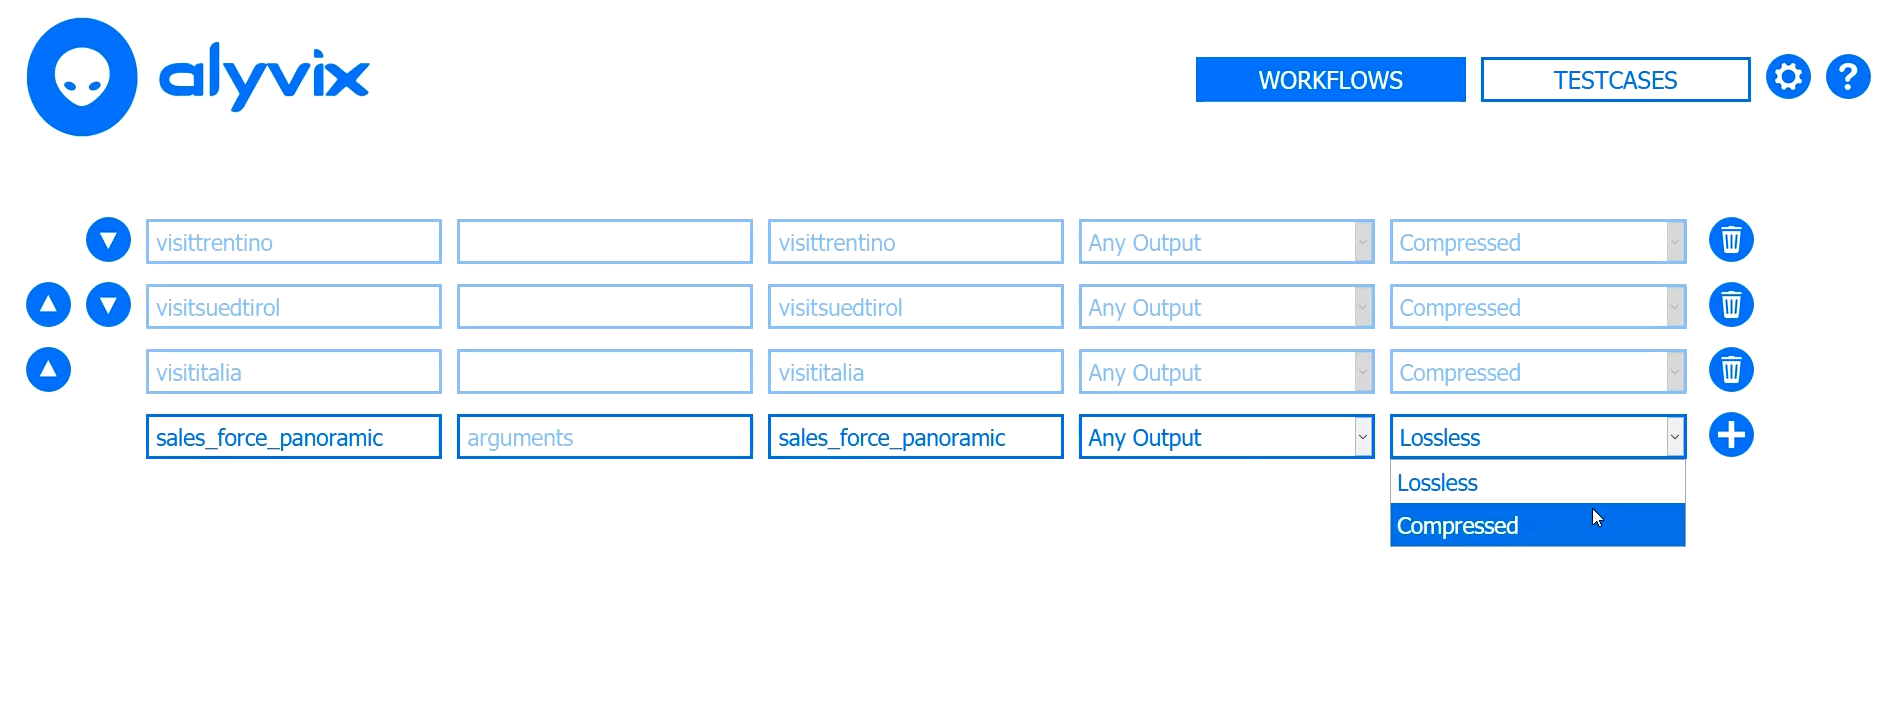 alyvix
WORKFLOWS TESTCASES
visittrentino visittrentino Any Output Compressed
visitsuedtirol visitsuedtirol Any Output Compressed
visititalia visititalia Any Output Compressed
sales_force_panoramic arguments sales_force_panoramic Any Output Lossless
Lossless
Compressed